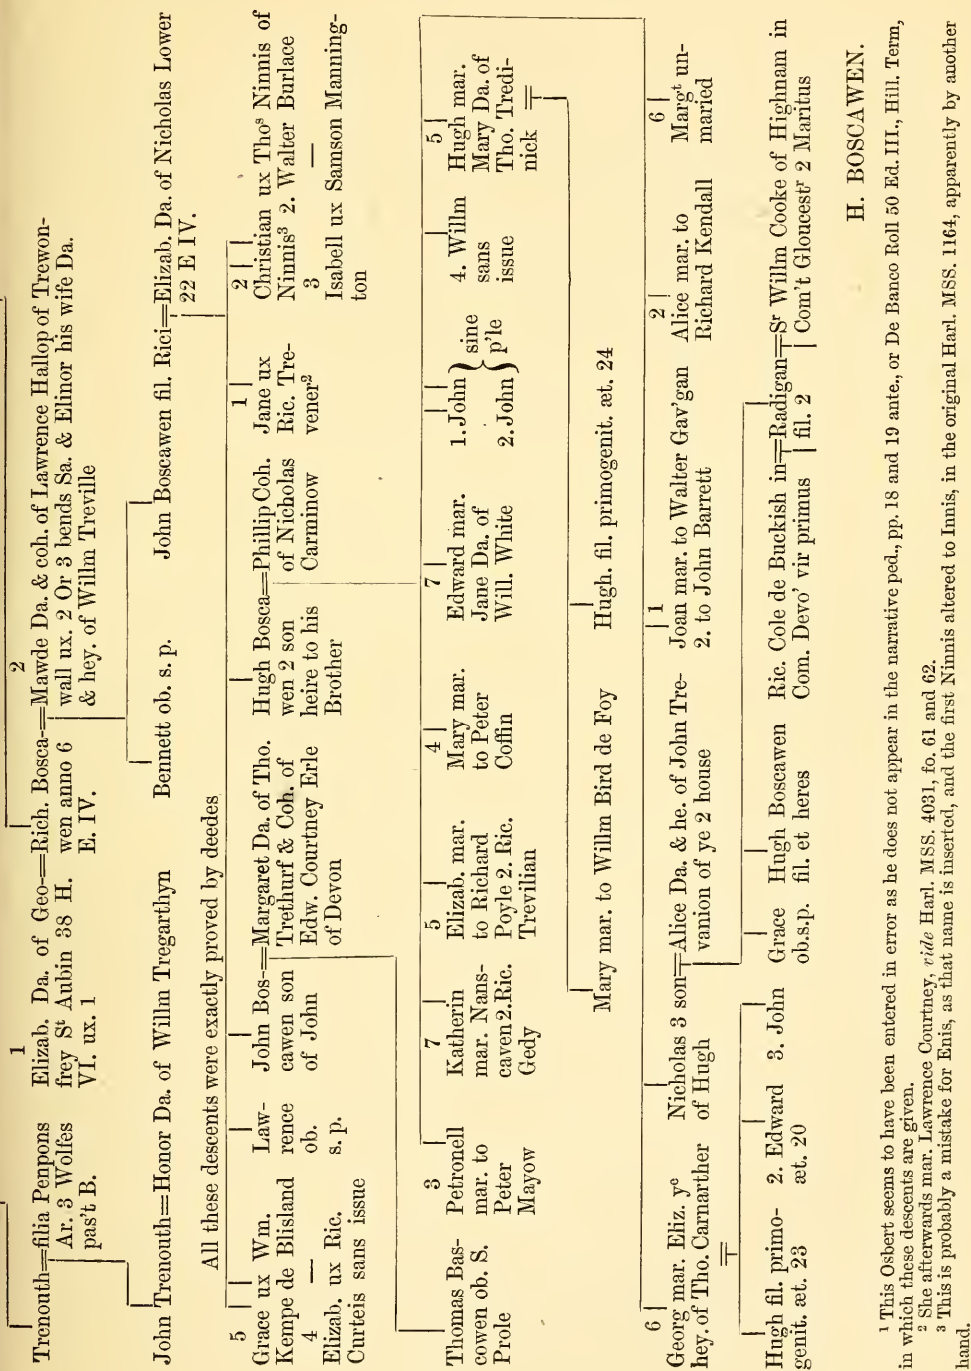 Trenouth=filia Penpons
Ar. 3 Wolfes
pas't B.
1
Elizab. Da. of Geo-=Rich. Bosca-=Mawde Da. & coh. of Lawrence Hallop of Trewon-
frey St Aubin 38 H.
VI. ux. 1
wen anno 6
E. IV.
2
wall ux. 2 Or 3 bends Sa. & Elinor his wife Da.
& hey. of Willm Treville
John Trenouth=Honor Da. of Willm Tregarthyn
Bennett ob. s. p.
John Boscawen fil. Rici=Elizab. Da. of Nicholas Lower
22 E IV.
All these descents were exactly proved by deedes
5
Grace ux Wm.
Kempe de Blisland
4 —
Elizab. ux Ric.
Curteis sans issue
Law-
rence
ob.
s. p.
John Bos-=Margaret Da. of Tho.
cawen son
of John
Trethurf & Coh. of
Edw. Courtney Erle
of Devon
Hugh Bosca-=Phillip Coh.
wen 2 son
heire to his
Brother
of Nicholas
Carminow
1
Jane ux
Ric. Tre-
vener²
2
Christian ux Thos Ninnis of
Ninnis³ 2. Walter Burlace
3 —
Isabell ux Samson Manning-
ton
Thomas Bas-
cowen ob. S.
Prole
3
Petronell
mar. to
Peter
Mayow
7
Katherin
mar. Nans-
caven 2. Ric.
Gedy
5
Elizab. mar.
to Richard
Poyle 2. Ric.
Trevilian
4
Mary mar.
to Peter
Coffin
7
Edward mar.
Jane Da. of
Will. White
1. John } sine
2. John } p'le
4. Willm
sans
issue
5
Hugh mar.
Mary Da. of
Tho. Tredi-
nick
Mary mar. to Willm Bird de Foy
Hugh. fil. primogenit. æt. 24
6
Georg mar. Eliz. ye
hey. of Tho. Carnarther
Nicholas 3 son=Alice Da. & he. of John Tre-
of Hugh
vanion of ye 2 house
1
Joan mar. to Walter Gav'gan
2. to John Barrett
2
Alice mar. to
Richard Kendall
6
Margt un-
maried
Hugh fil. primo-
genit. æt. 23
2. Edward
æt. 20
3. John
Grace
ob.s.p.
Hugh Boscawen
fil. et heres
Ric. Cole de Buckish in=Radigan=Sr Willm Cooke of Highnam in
Com. Devo' vir primus
fil. 2
Com't Gloucestr 2 Maritus
H. BOSCAWEN.
¹ This Osbert seems to have been entered in error as he does not appear in the narrative ped., pp. 18 and 19 ante., or De Banco Roll 50 Ed. III., Hill. Term,
in which these descents are given.
² She afterwards mar. Lawrence Courtney, vide Harl. MSS. 4031, fo. 61 and 62.
³ This is probably a mistake for Enis, as that name is inserted, and the first Ninnis altered to Innis, in the original Harl. MSS. 1164, apparently by another
hand.